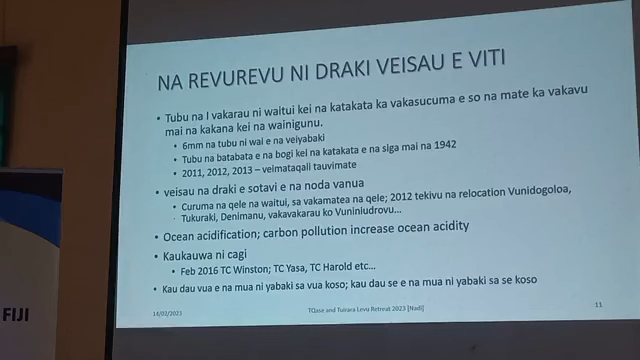 NA REVUREVU NI DRAKI VEISAU E VITI
• Tubu na I vakarau ni waitui kei na katakata ka vakasucuma e so na mate ka vakavu
mai na kakana kei na wainigunu.
• 6mm na tubu ni wai e na veiyabaki
• Tubu na batabata e na bogi kei na katakata e na siga mai na 1942
• 2011, 2012, 2013 – veimataqali tauvimate
• veisau na draki e sotavi e na noda vanua
• Curuma na qele na waitui, sa vakamatea na qele; 2012 tekivu na relocation Vunidogoloa,
Tukuraki, Denimanu, vakavakarau ko Vuniniudrovu...
• Ocean acidification; carbon pollution increase ocean acidity
• Kaukauwa ni cagi
• Feb 2016 TC Winston; TC Yasa, TC Harold etc...
• Kau dau vua e na mua ni yabaki sa vua koso; kau dau se e na mua ni yabaki sa se koso
TQase and Tuirara Levu Retreat 2023 [Nadi]
11
FIJI